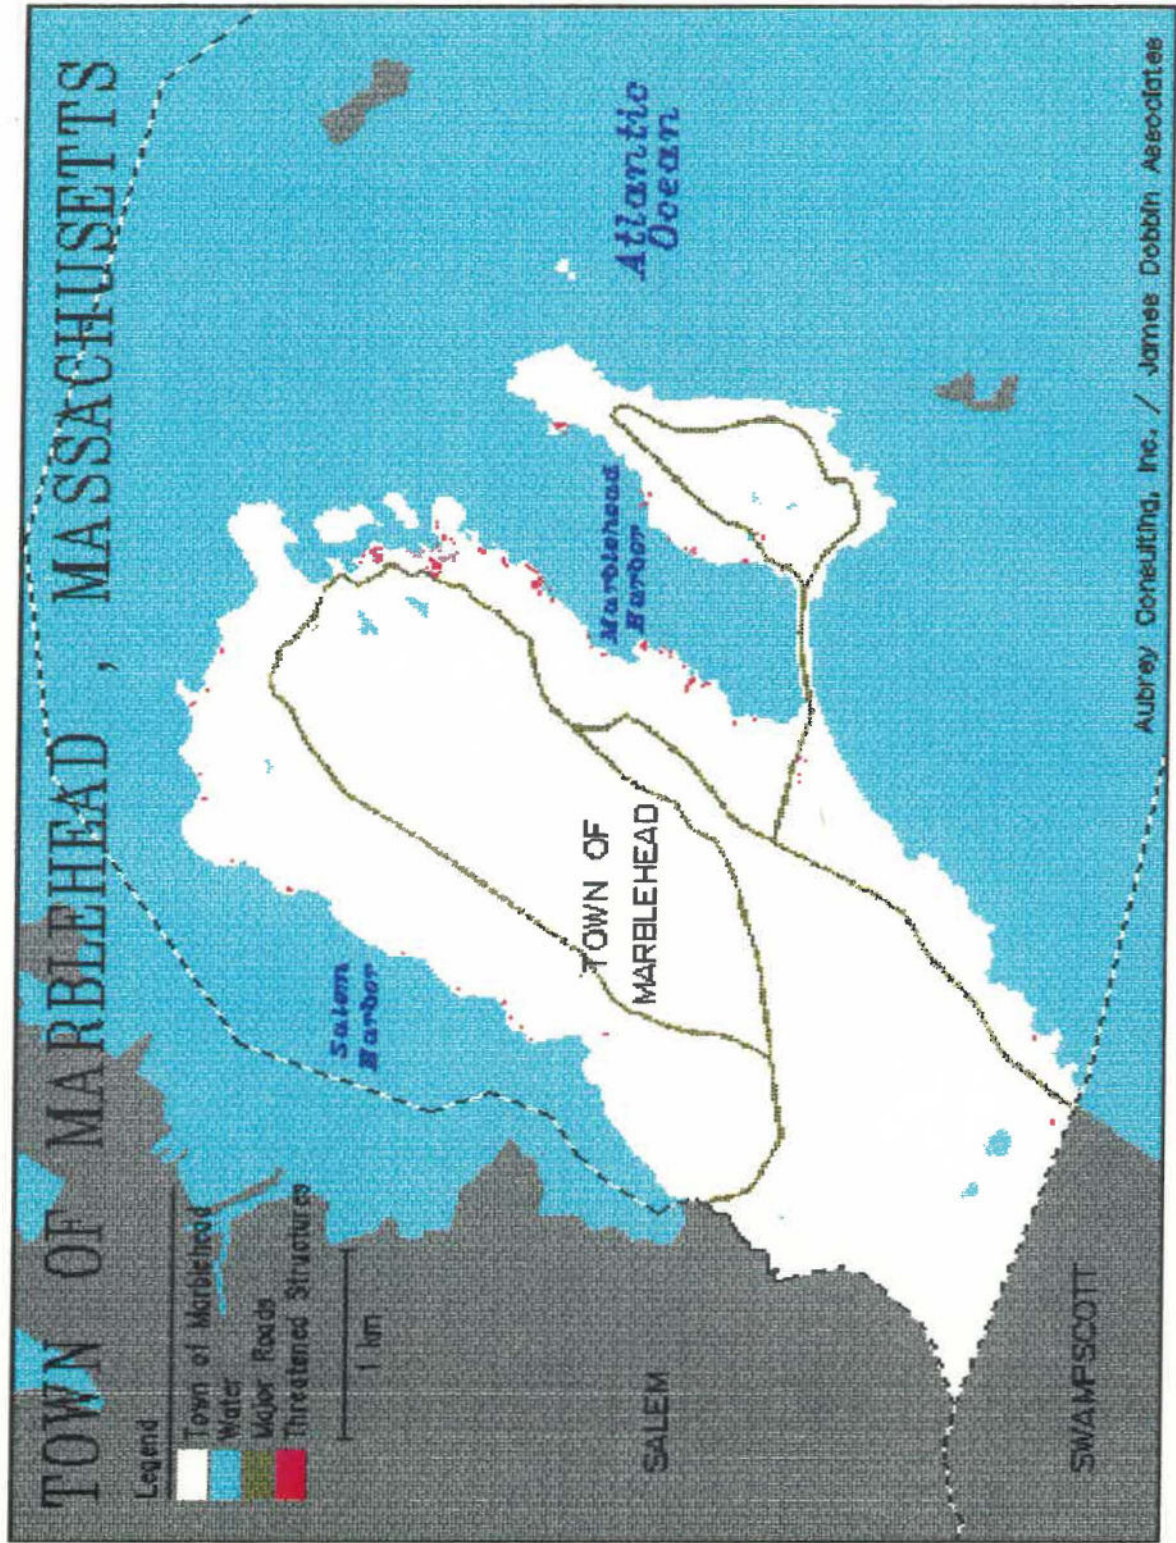 TOWN OF MARBLEHEAD , MASSACHUSETTS
Legend
Town of Marblehead
Water
Major Roads
Threatened Structures
1 km
Salem
Harbor
Marblehead
Harbor
Atlantic
Ocean
TOWN OF
MARBLEHEAD
SALEM
SWAMPSCOTT
Aubrey Consulting, Inc. / James Dobbin Associates